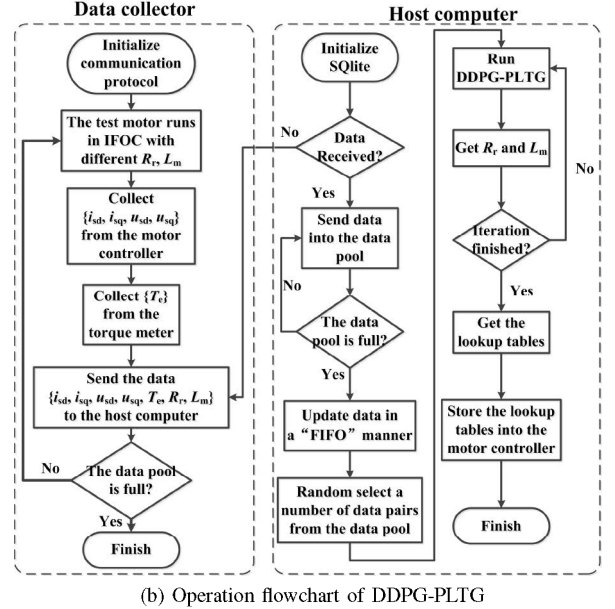 Data collector
Initialize
communication
protocol
The test motor runs
in IFOC with
different Rr, Lm
Collect
{isd, isq, usd, usq}
from the motor
controller
Collect {Te}
from the
torque meter
Send the data
{isd, isq, usd, usq, Te, Rr, Lm}
to the host computer
No
The data pool
is full?
Yes
Finish
Host computer
Initialize
SQlite
No
Data
Received?
Yes
Send data
into the data
pool
No
The data
pool is full?
Yes
Update data in
a “FIFO” manner
Random select a
number of data pairs
from the data pool
Run
DDPG-PLTG
Get Rr and Lm
No
Iteration
finished?
Yes
Get the
lookup tables
Store the lookup
tables into the
motor controller
Finish
(b) Operation flowchart of DDPG-PLTG